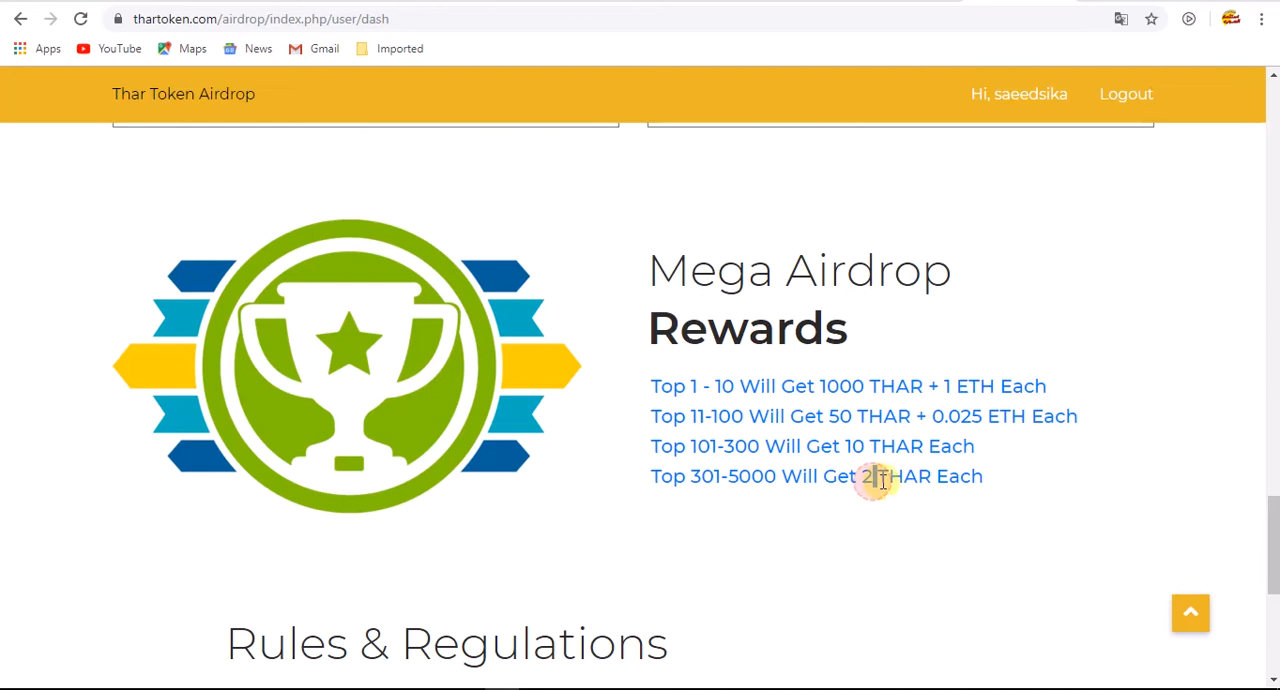 thartoken.com/airdrop/index.php/user/dash
Apps YouTube Maps News Gmail Imported
Thar Token Airdrop Hi, saeedsika Logout
Mega Airdrop
Rewards
Top 1 - 10 Will Get 1000 THAR + 1 ETH Each
Top 11-100 Will Get 50 THAR + 0.025 ETH Each
Top 101-300 Will Get 10 THAR Each
Top 301-5000 Will Get 2 THAR Each
Rules & Regulations